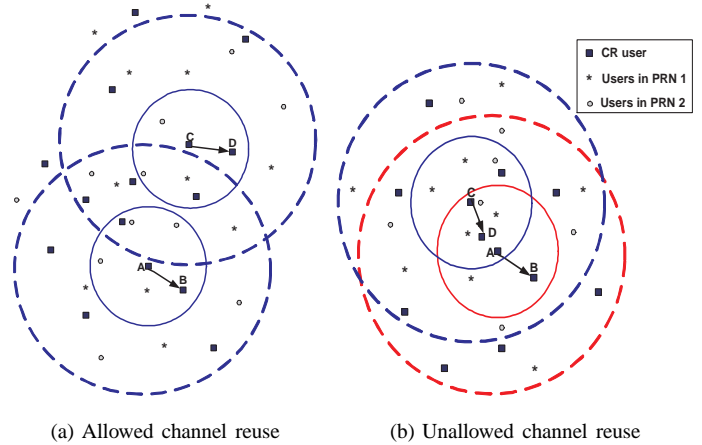 C
D
A
B
CR user
Users in PRN 1
Users in PRN 2
C
D
A
B
(a) Allowed channel reuse
(b) Unallowed channel reuse